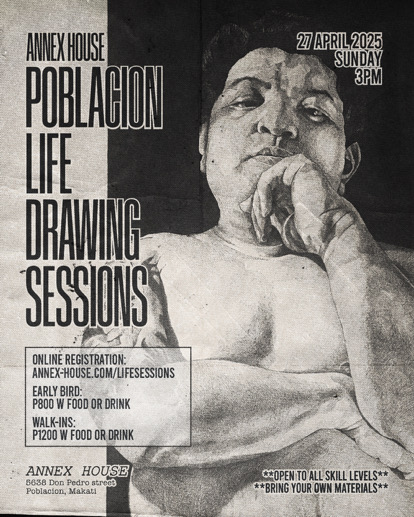 ANNEX HOUSE
POBLACION
LIFE
DRAWING
SESSIONS
27 APRIL 2025
SUNDAY
3PM
ONLINE REGISTRATION:
ANNEX-HOUSE.COM/LIFESESSIONS
EARLY BIRD:
P800 W FOOD OR DRINK
WALK-INS:
P1200 W FOOD OR DRINK
ANNEX HOUSE
5638 Don Pedro street
Poblacion, Makati
**OPEN TO ALL SKILL LEVELS**
**BRING YOUR OWN MATERIALS**